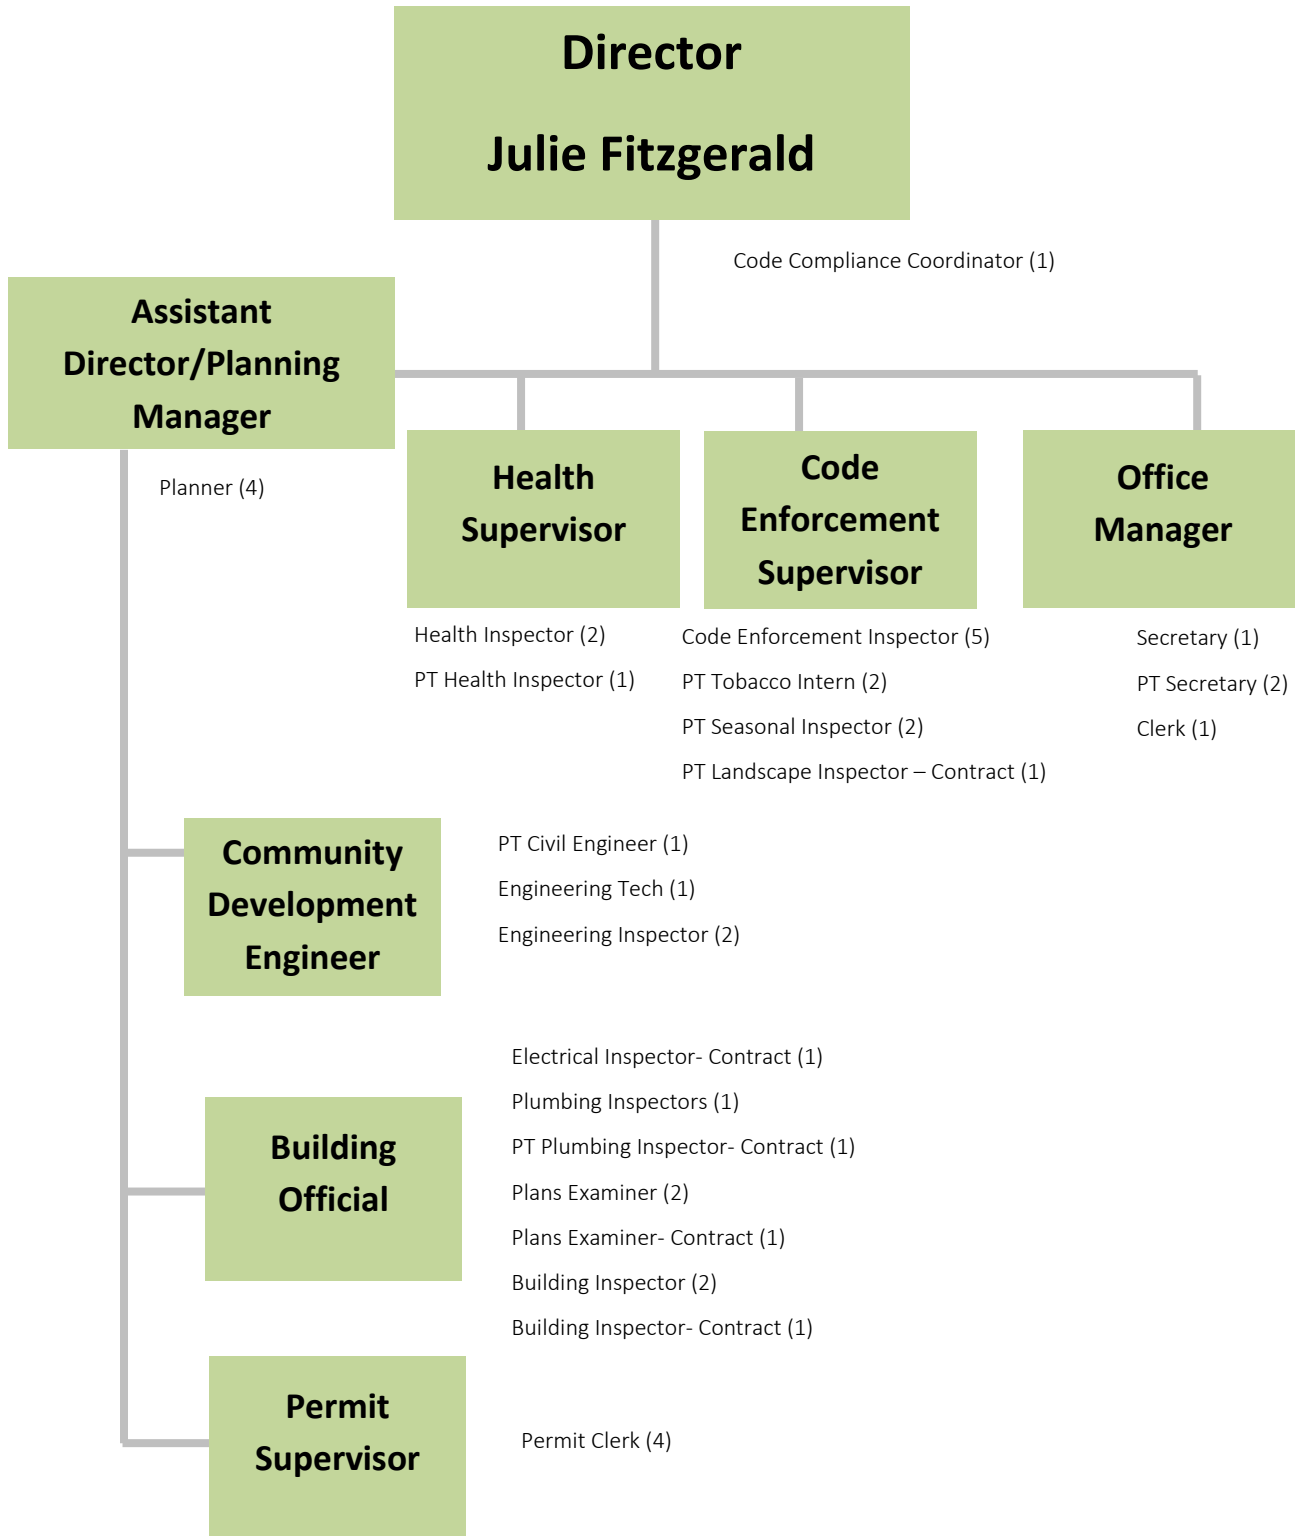 Director
Julie Fitzgerald
Code Compliance Coordinator (1)
Assistant
Director/Planning
Manager
Planner (4)
Health
Supervisor
Health Inspector (2)
PT Health Inspector (1)
Code
Enforcement
Supervisor
Code Enforcement Inspector (5)
PT Tobacco Intern (2)
PT Seasonal Inspector (2)
PT Landscape Inspector – Contract (1)
Office
Manager
Secretary (1)
PT Secretary (2)
Clerk (1)
Community
Development
Engineer
PT Civil Engineer (1)
Engineering Tech (1)
Engineering Inspector (2)
Building
Official
Electrical Inspector- Contract (1)
Plumbing Inspectors (1)
PT Plumbing Inspector- Contract (1)
Plans Examiner (2)
Plans Examiner- Contract (1)
Building Inspector (2)
Building Inspector- Contract (1)
Permit
Supervisor
Permit Clerk (4)